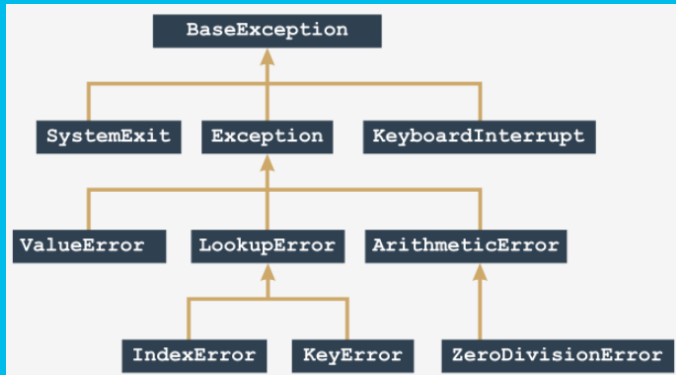 BaseException
SystemExit
Exception
KeyboardInterrupt
ValueError
LookupError
ArithmeticError
IndexError
KeyError
ZeroDivisionError